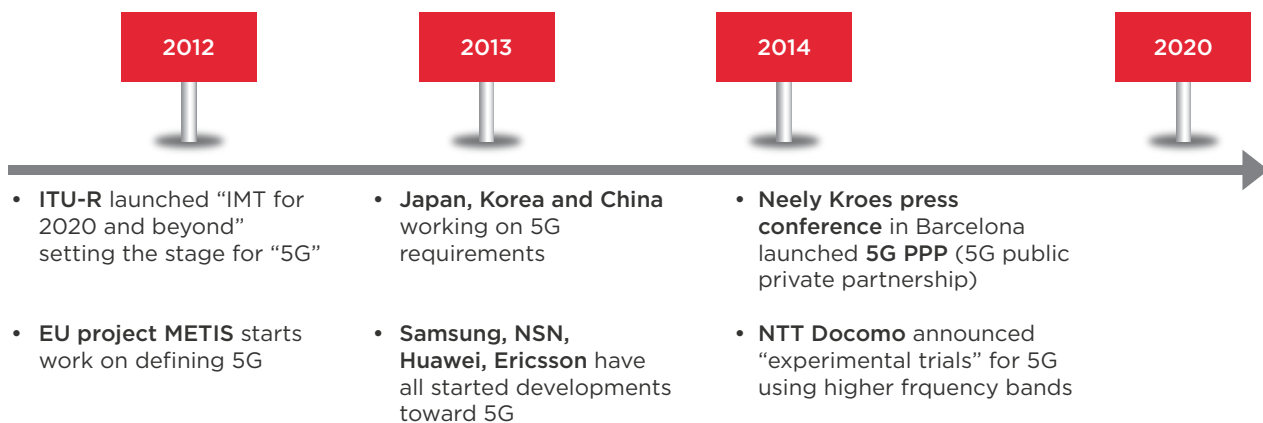 2012
2013
2014
2020
• ITU-R launched “IMT for
2020 and beyond”
setting the stage for “5G”
• EU project METIS starts
work on defining 5G
• Japan, Korea and China
working on 5G
requirements
• Samsung, NSN,
Huawei, Ericsson have
all started developments
toward 5G
• Neely Kroes press
conference in Barcelona
launched 5G PPP (5G public
private partnership)
• NTT Docomo announced
“experimental trials” for 5G
using higher frquency bands